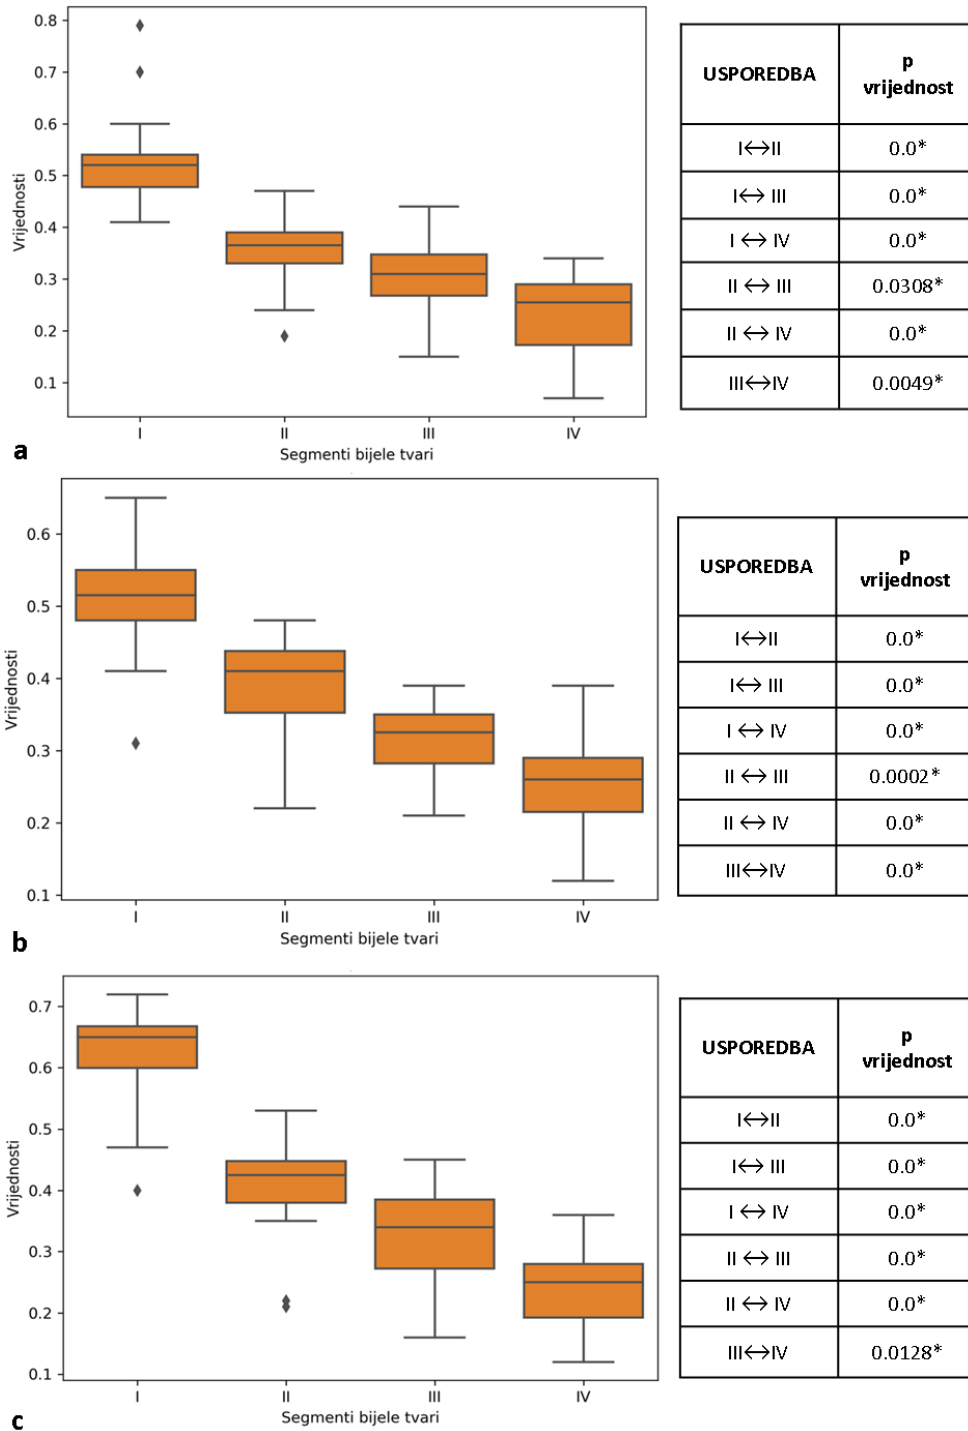 0.8
0.7
0.6
0.5
0.4
0.3
0.2
0.1
Vrijednosti
I II III IV
Segmenti bijele tvari
a
USPOREDBA p vrijednost
I↔II 0.0*
I↔ III 0.0*
I ↔ IV 0.0*
II ↔ III 0.0308*
II ↔ IV 0.0*
III↔IV 0.0049*
0.6
0.5
0.4
0.3
0.2
0.1
Vrijednosti
I II III IV
Segmenti bijele tvari
b
USPOREDBA p vrijednost
I↔II 0.0*
I↔ III 0.0*
I ↔ IV 0.0*
II ↔ III 0.0002*
II ↔ IV 0.0*
III↔IV 0.0*
0.7
0.6
0.5
0.4
0.3
0.2
0.1
Vrijednosti
I II III IV
Segmenti bijele tvari
c
USPOREDBA p vrijednost
I↔II 0.0*
I↔ III 0.0*
I ↔ IV 0.0*
II ↔ III 0.0*
II ↔ IV 0.0*
III↔IV 0.0128*